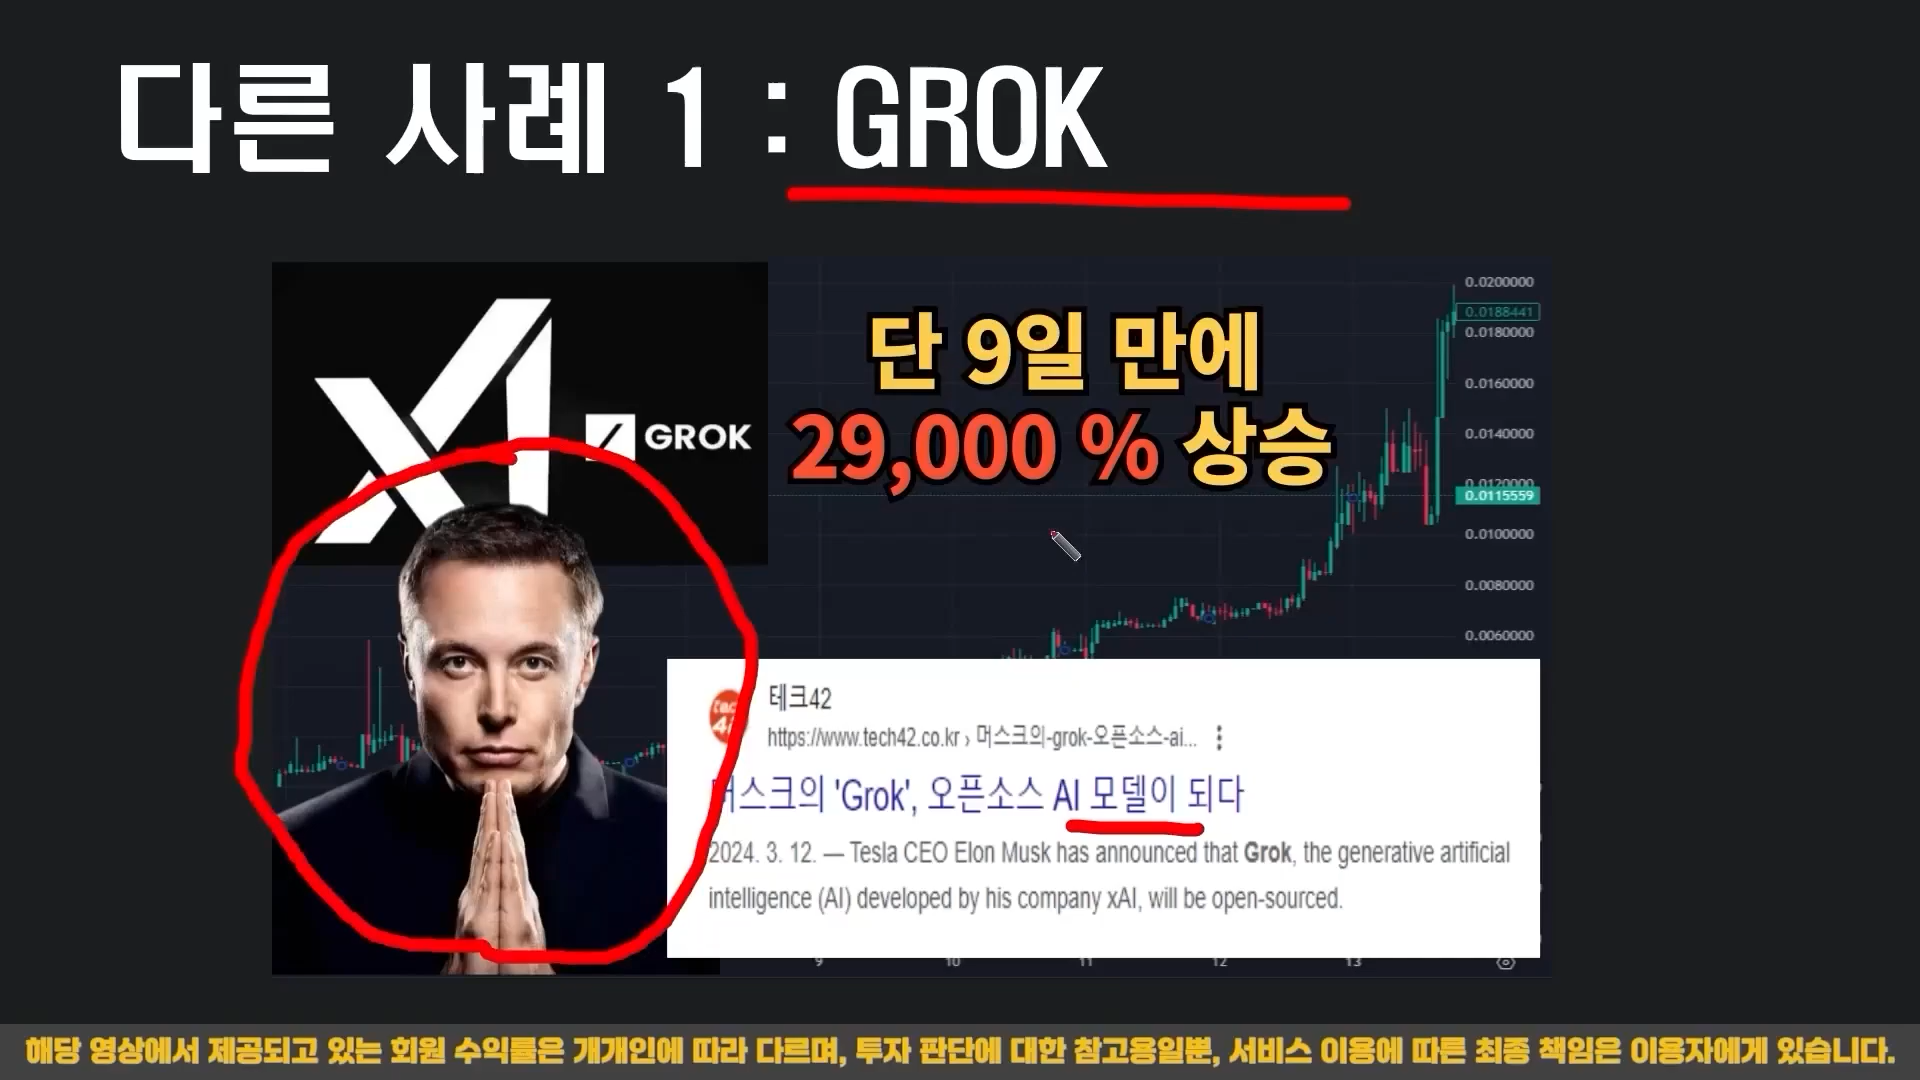 다른 사례 1 : GROK
GROK
단 9일 만에
29,000 % 상승
0.0200000
0.0188441
0.0180000
0.0160000
0.0140000
0.0120000
0.0115559
0.0100000
0.0080000
0.0060000
테크42
https://www.tech42.co.kr › 머스크의-grok-오픈소스-ai...
머스크의 'Grok', 오픈소스 AI 모델이 되다
2024. 3. 12. — Tesla CEO Elon Musk has announced that Grok, the generative artificial
intelligence (AI) developed by his company xAI, will be open-sourced.
9 10 11 12 13
해당 영상에서 제공되고 있는 회원 수익률은 개개인에 따라 다르며, 투자 판단에 대한 참고용일뿐, 서비스 이용에 따른 최종 책임은 이용자에게 있습니다.